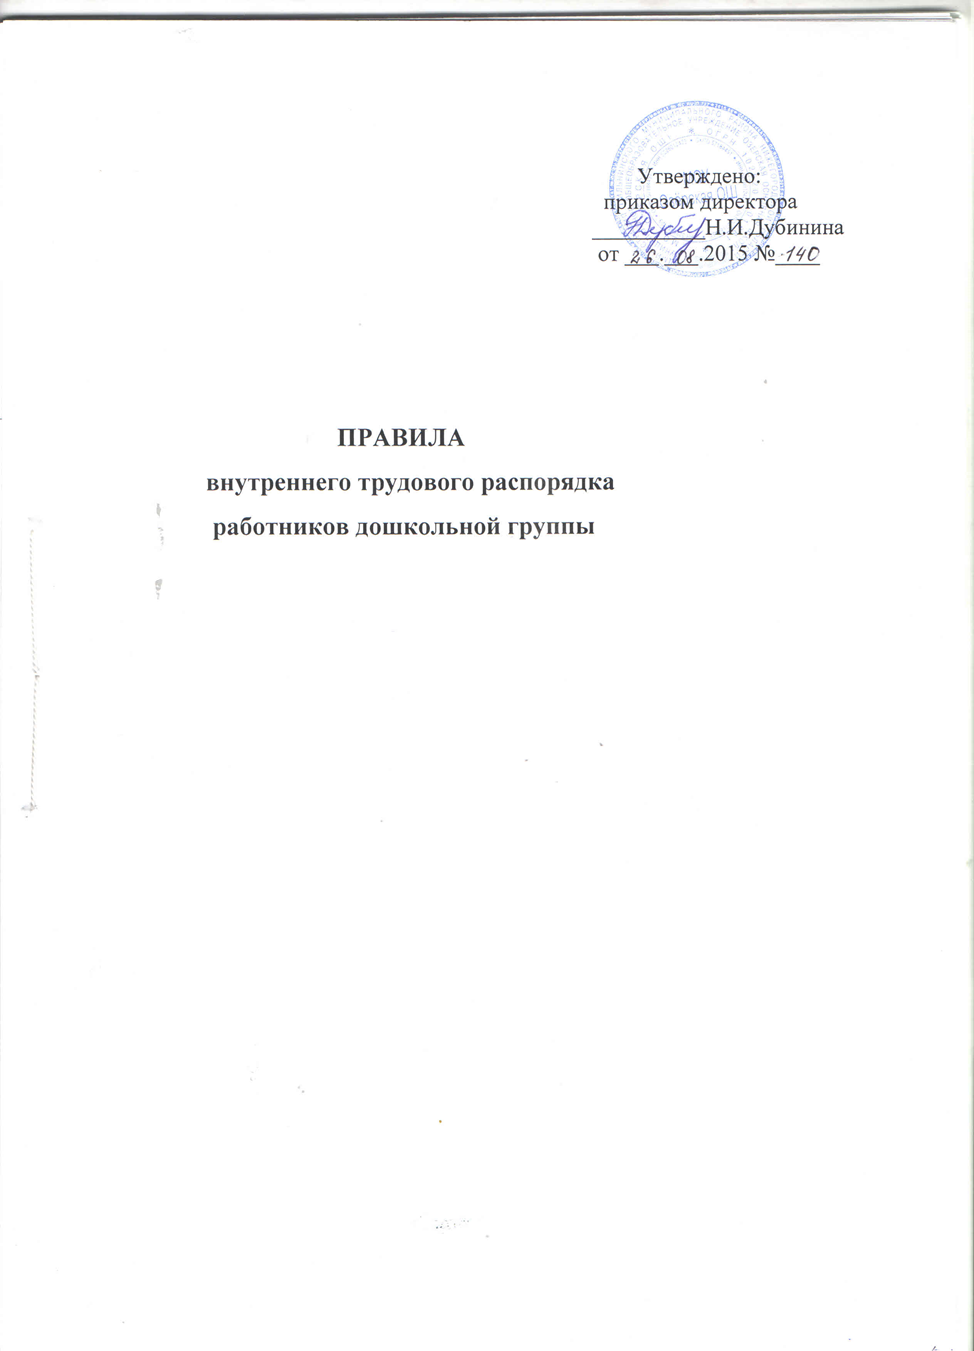 Утверждено:
приказом директора
Н.И.Дубинина
от 26.08.2015 №140
ПРАВИЛА
внутреннего трудового распорядка
работников дошкольной группы